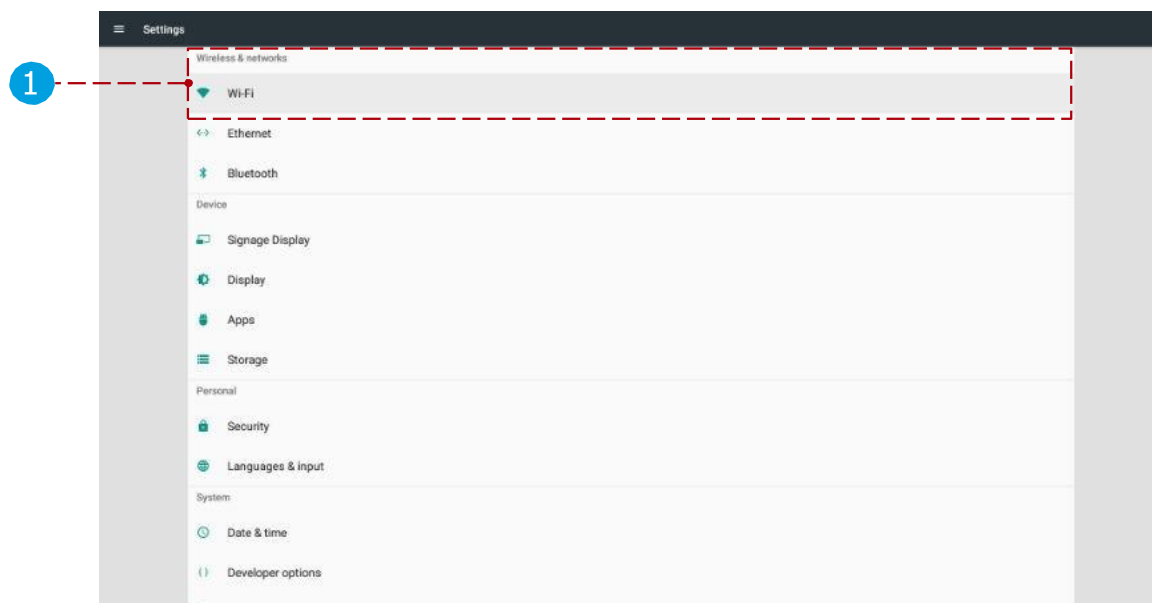 Settings
Wireless & networks
1
Wi-Fi
Ethernet
Bluetooth
Device
Signage Display
Display
Apps
Storage
Personal
Security
Languages & input
System
Date & time
Developer options